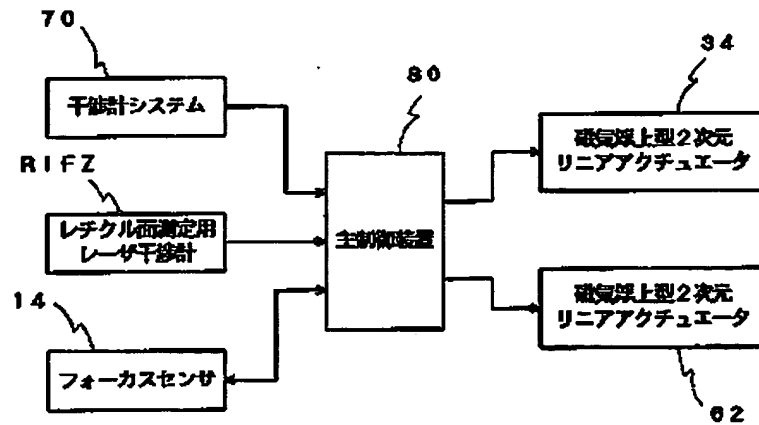 70
干渉計システム
RIFZ
レチクル面測定用
レーザ干渉計
14
フォーカスセンサ
80
主制御装置
34
磁気浮上型2次元
リニアアクチュエータ
磁気浮上型2次元
リニアアクチュエータ
62